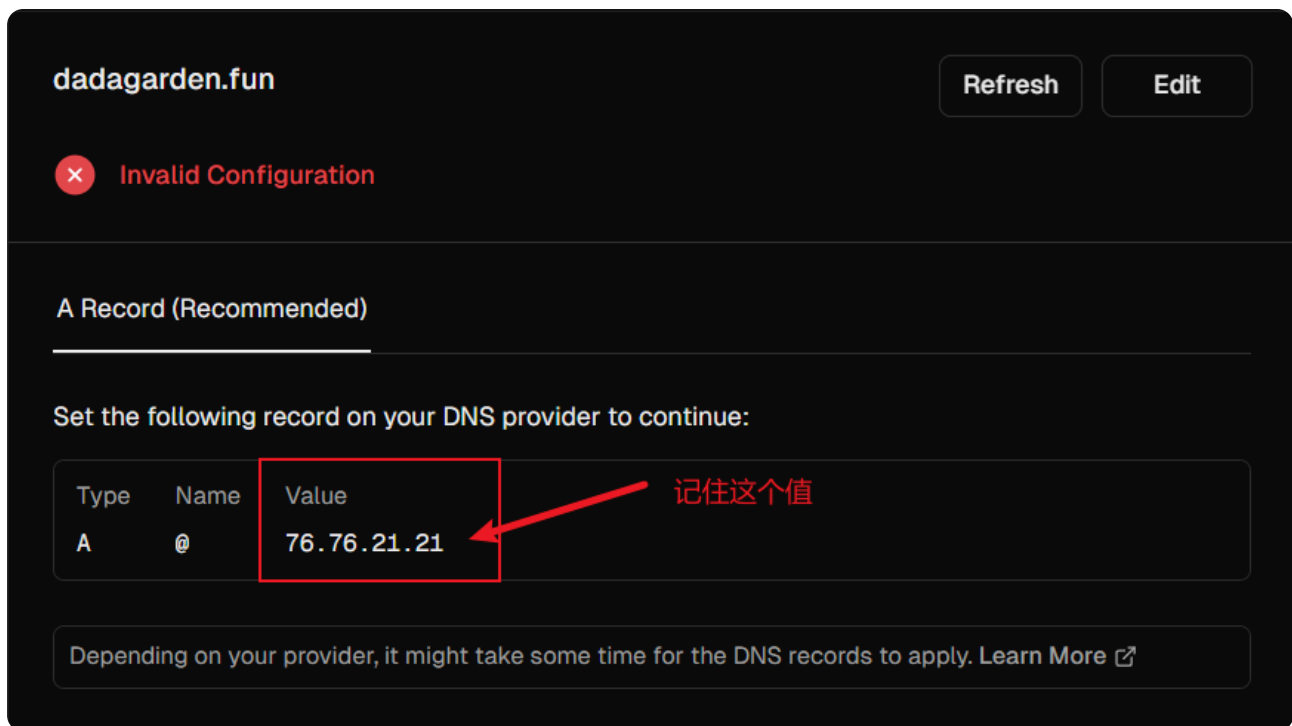 dadagarden.fun
Refresh
Edit
Invalid Configuration
A Record (Recommended)
Set the following record on your DNS provider to continue:
Type Name Value
记住这个值
A @ 76.76.21.21
Depending on your provider, it might take some time for the DNS records to apply. Learn More